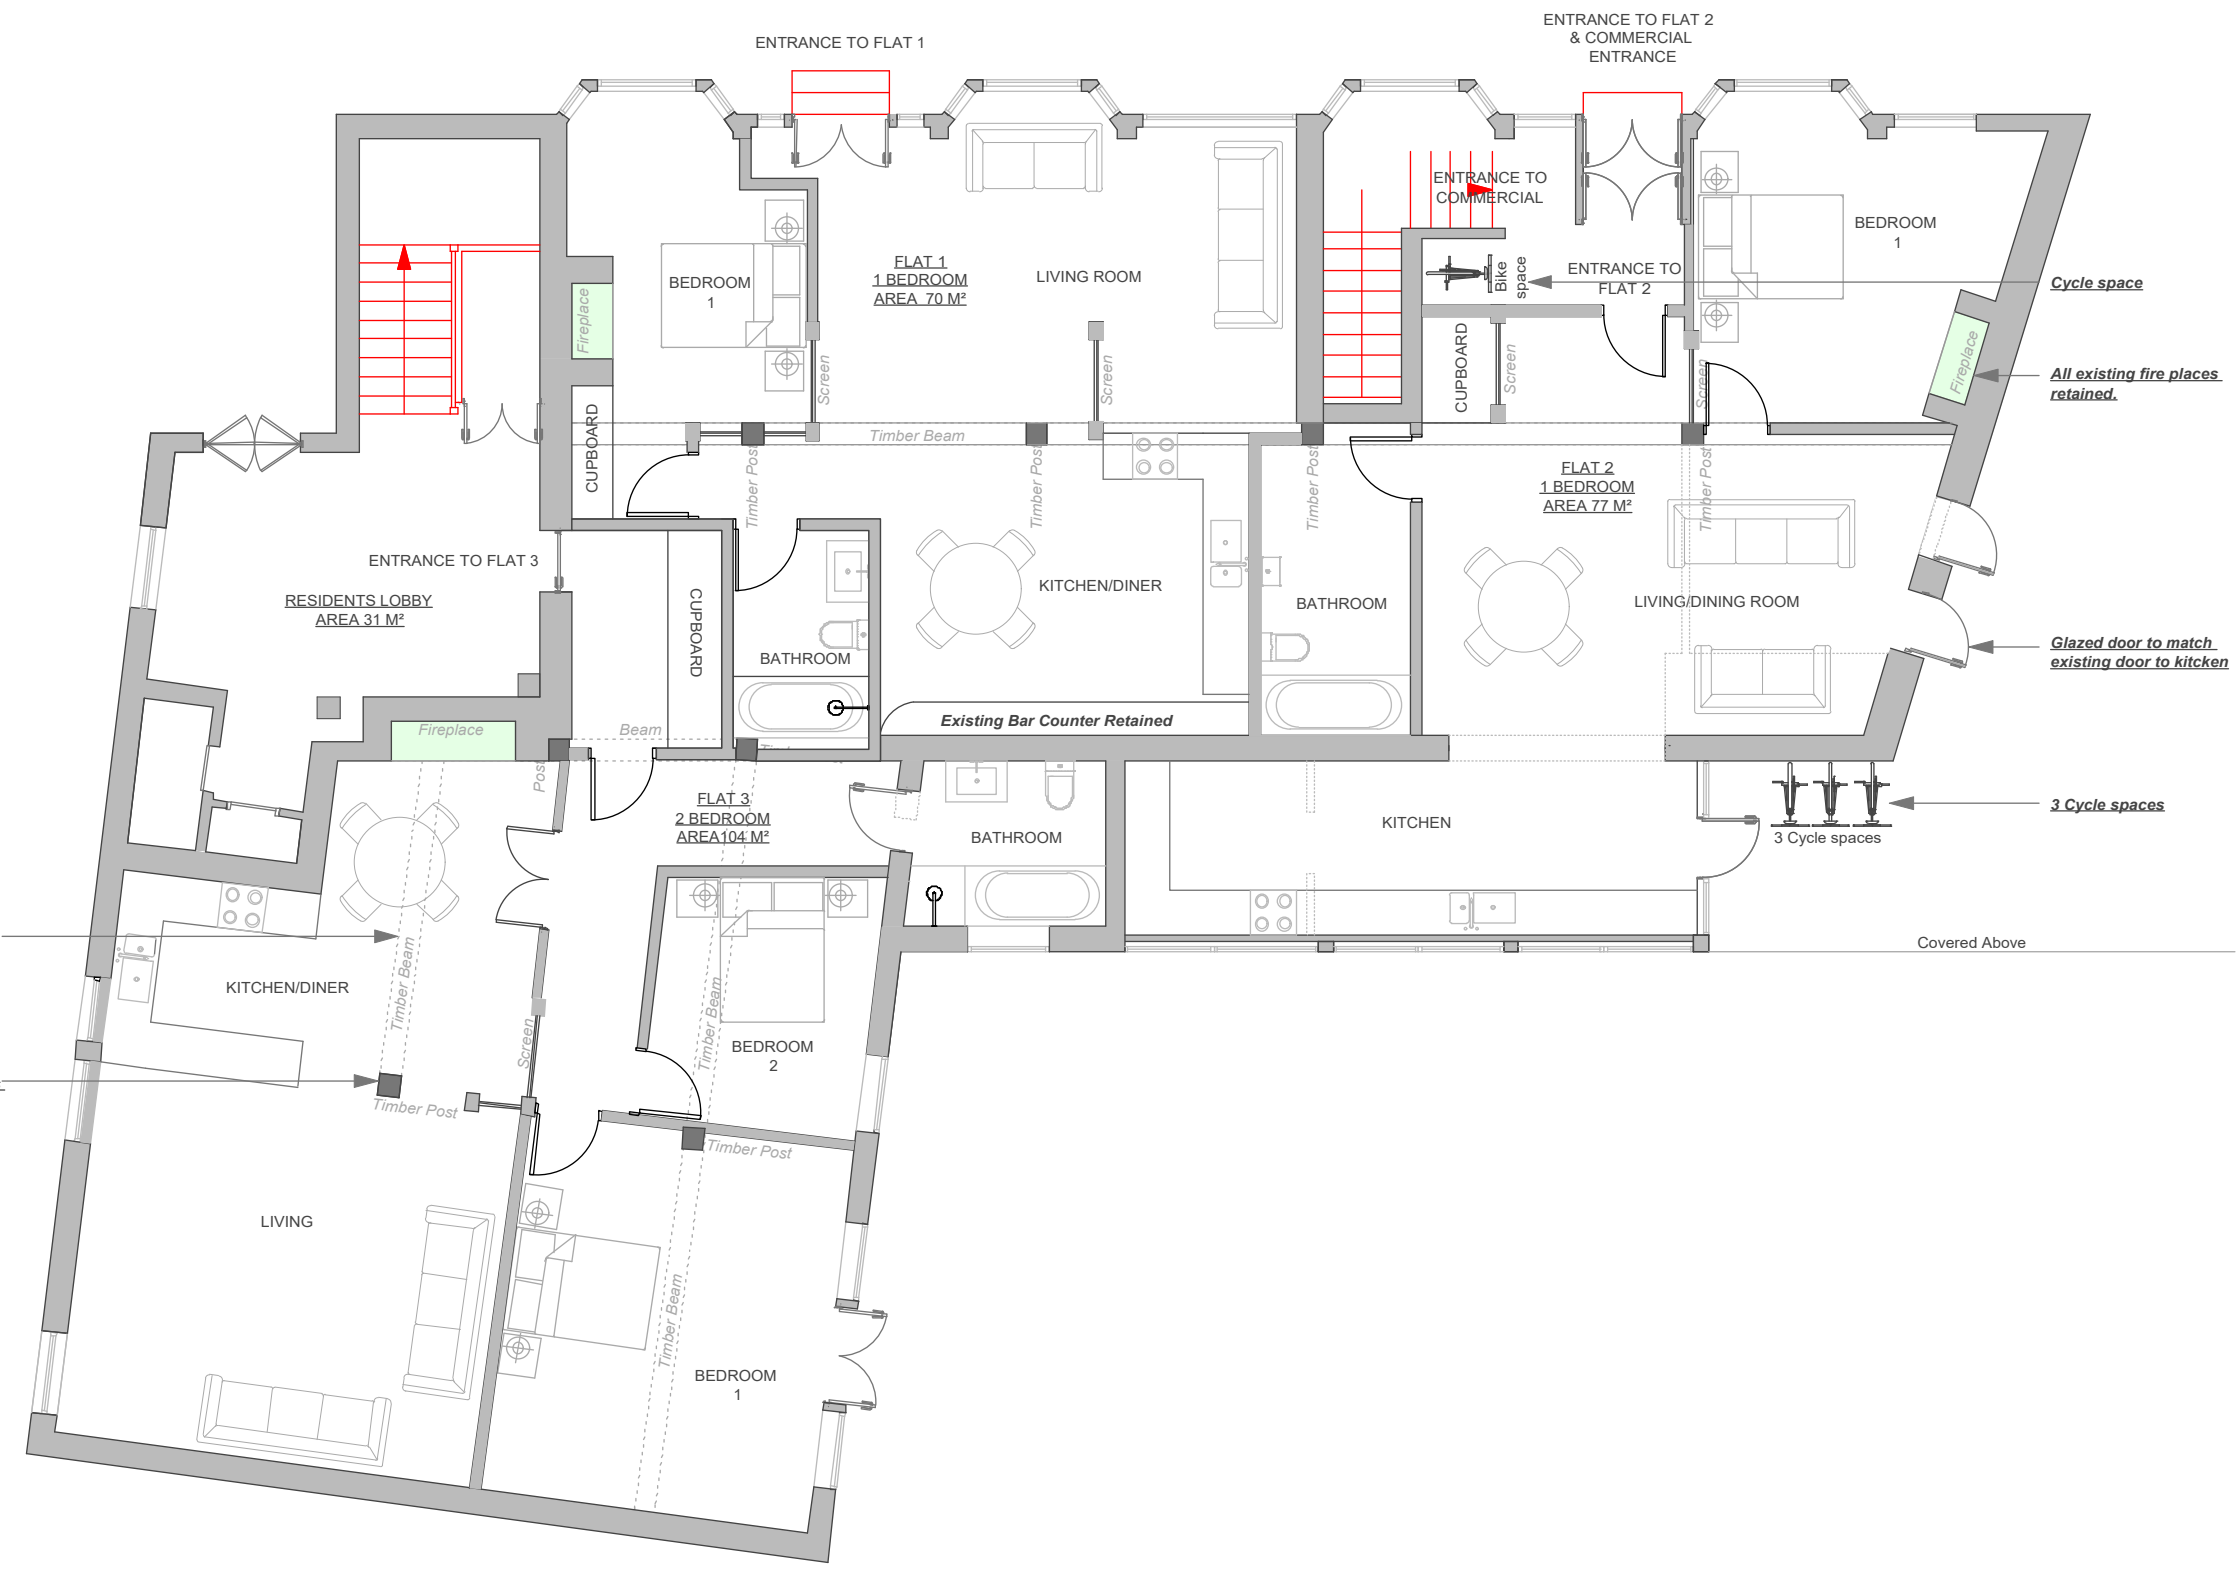 ENTRANCE TO FLAT 1
ENTRANCE TO FLAT 2
& COMMERCIAL
ENTRANCE
ENTRANCE TO
COMMERCIAL
BEDROOM
1
FLAT 1
1 BEDROOM
AREA  70 M²
LIVING ROOM
BEDROOM
1
Bike
space
ENTRANCE TO
FLAT 2
Cycle space
Fireplace
Screen
Screen
CUPBOARD
Screen
Screen
Fireplace
All existing fire places
retained.
CUPBOARD
Timber Beam
Timber Post
Timber Post
Timber Post
Timber Post
FLAT 2
1 BEDROOM
AREA 77 M²
ENTRANCE TO FLAT 3
RESIDENTS LOBBY
AREA 31 M²
CUPBOARD
BATHROOM
KITCHEN/DINER
BATHROOM
LIVING/DINING ROOM
Glazed door to match
existing door to kitcken
Existing Bar Counter Retained
Fireplace
Beam
Post
FLAT 3
2 BEDROOM
AREA104 M²
BATHROOM
KITCHEN
3 Cycle spaces
3 Cycle spaces
Covered Above
KITCHEN/DINER
Timber Beam
Screen
Timber Beam
BEDROOM
2
Timber Post
Timber Post
LIVING
Timber Beam
BEDROOM
1